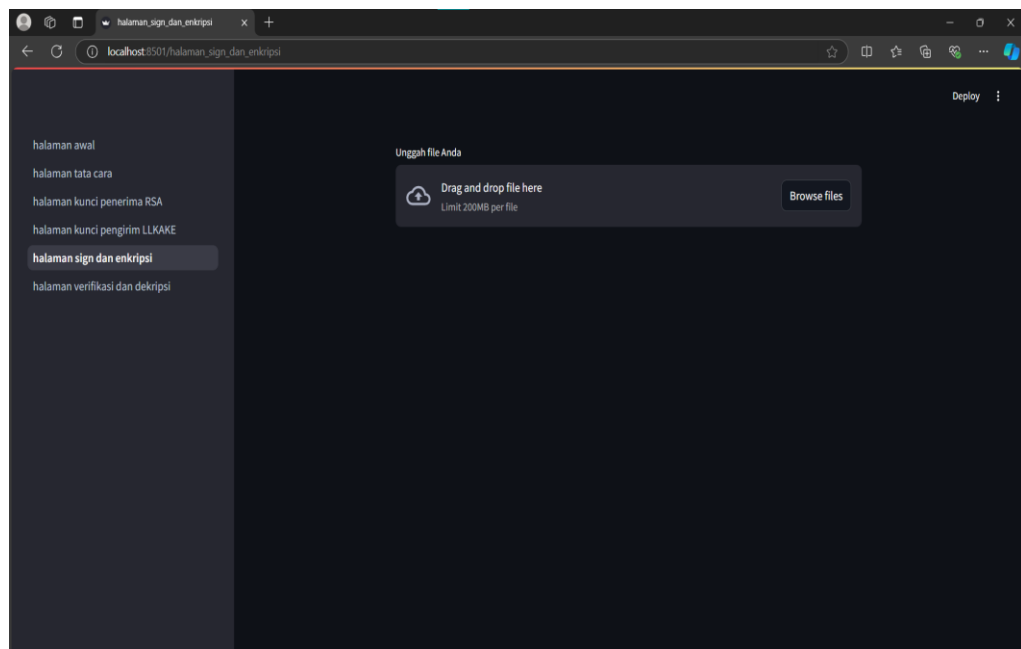 halaman_sign_dan_enkripsi
localhost:8501/halaman_sign_dan_enkripsi
Deploy
halaman awal
halaman tata cara
halaman kunci penerima RSA
halaman kunci pengirim LLKAKE
halaman sign dan enkripsi
halaman verifikasi dan dekripsi
Unggah file Anda
Drag and drop file here
Limit 200MB per file
Browse files